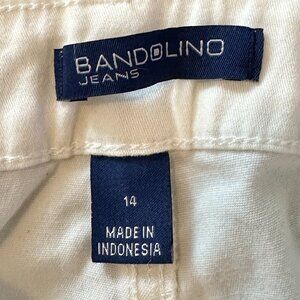 BANDOLINO
JEANS
14
MADE IN
INDONESIA